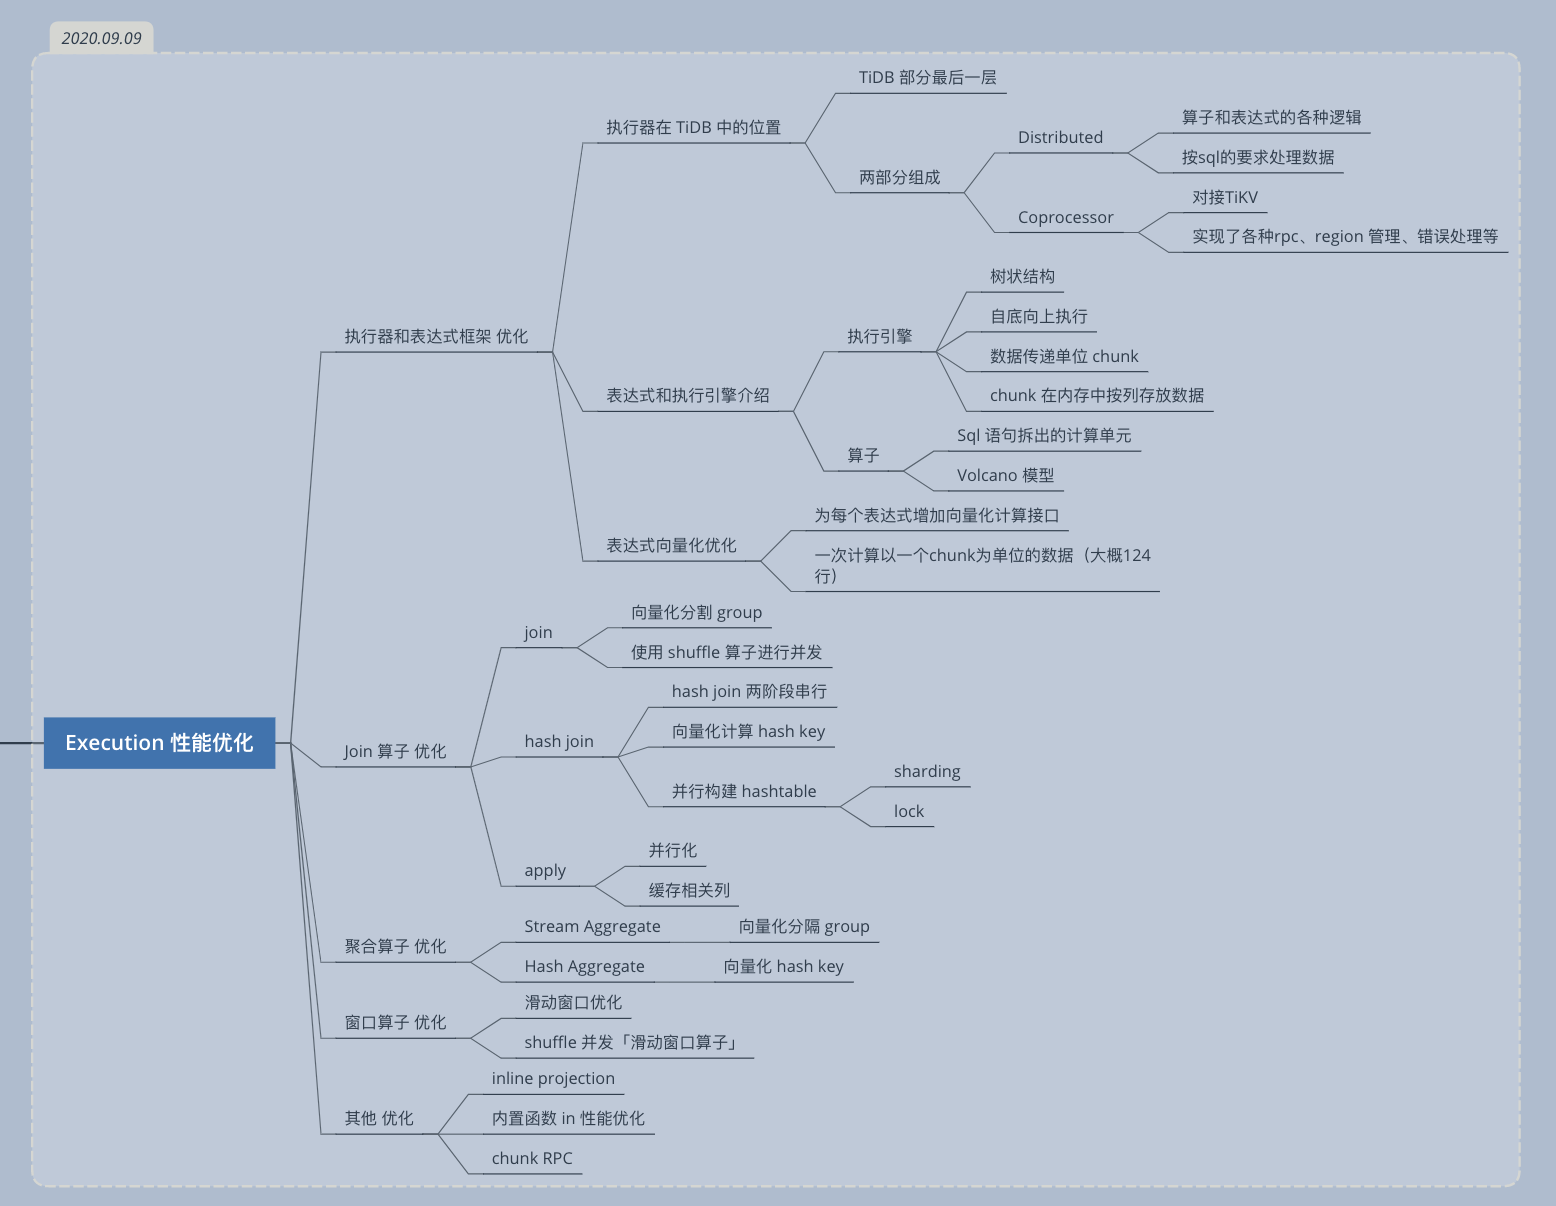 2020.09.09
Execution 性能优化
执行器和表达式框架 优化
执行器在 TiDB 中的位置
TiDB 部分最后一层
两部分组成
Distributed
算子和表达式的各种逻辑
按sql的要求处理数据
Coprocessor
对接TiKV
实现了各种rpc、region 管理、错误处理等
表达式和执行引擎介绍
执行引擎
树状结构
自底向上执行
数据传递单位 chunk
chunk 在内存中按列存放数据
算子
Sql 语句拆出的计算单元
Volcano 模型
表达式向量化优化
为每个表达式增加向量化计算接口
一次计算以一个chunk为单位的数据（大概124
行）
Join 算子 优化
join
向量化分割 group
使用 shuffle 算子进行并发
hash join
hash join 两阶段串行
向量化计算 hash key
并行构建 hashtable
sharding
lock
apply
并行化
缓存相关列
聚合算子 优化
Stream Aggregate
向量化分隔 group
Hash Aggregate
向量化 hash key
窗口算子 优化
滑动窗口优化
shuffle 并发「滑动窗口算子」
其他 优化
inline projection
内置函数 in 性能优化
chunk RPC